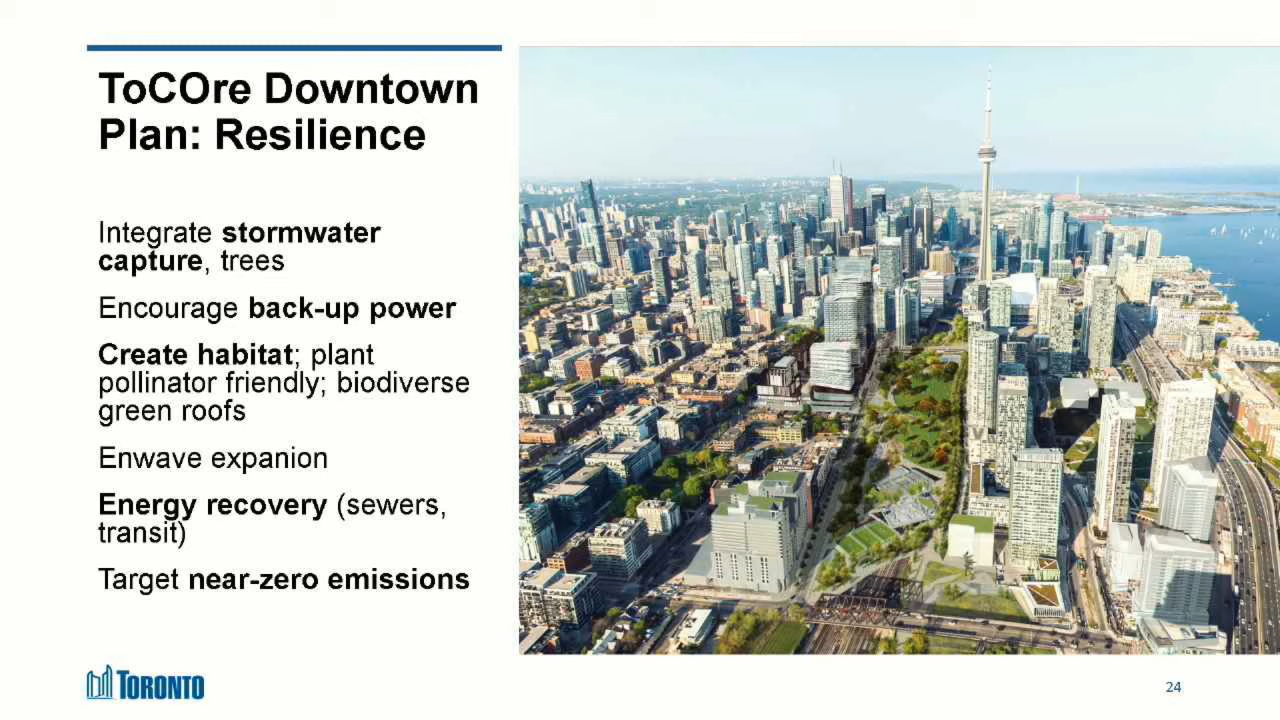 ToCOre Downtown
Plan: Resilience
Integrate stormwater
capture, trees
Encourage back-up power
Create habitat; plant
pollinator friendly; biodiverse
green roofs
Enwave expanion
Energy recovery (sewers,
transit)
Target near-zero emissions
TORONTO
24